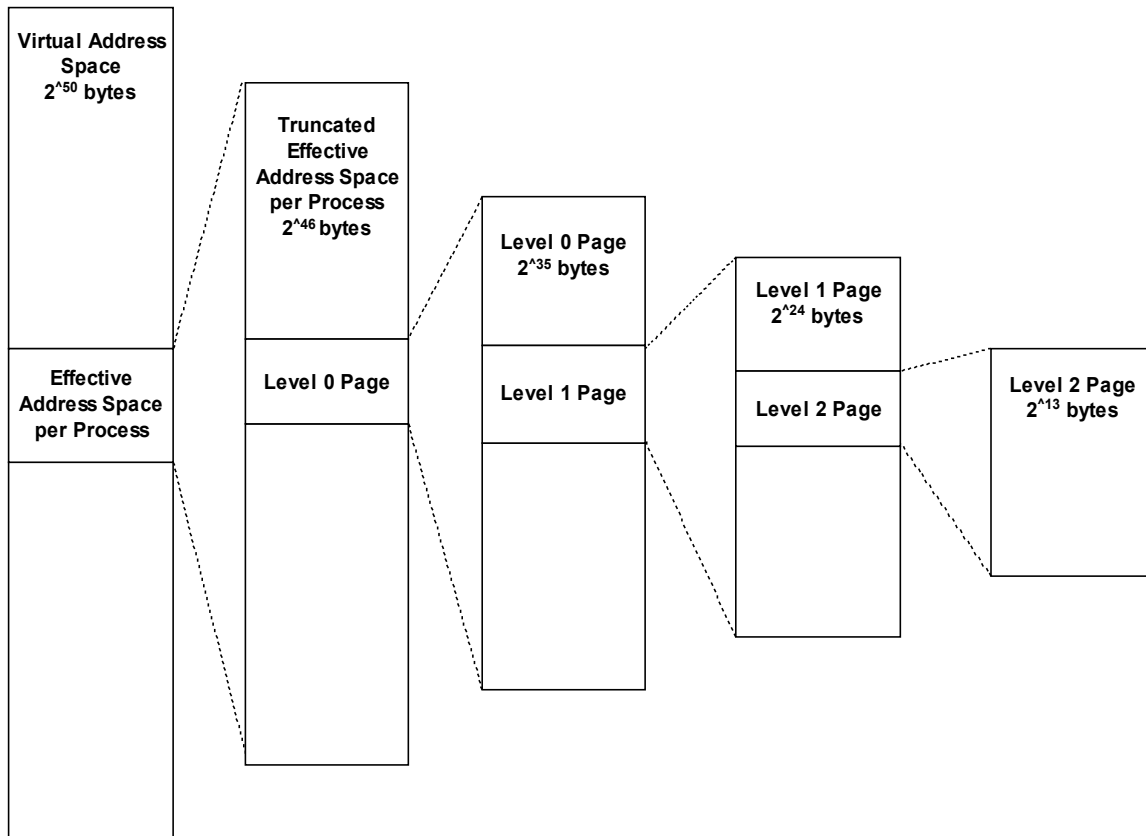 Virtual Address
Space
2^50 bytes
Effective
Address Space
per Process
Truncated
Effective
Address Space
per Process
2^46 bytes
Level 0 Page
Level 0 Page
2^35 bytes
Level 1 Page
Level 1 Page
2^24 bytes
Level 2 Page
Level 2 Page
2^13 bytes